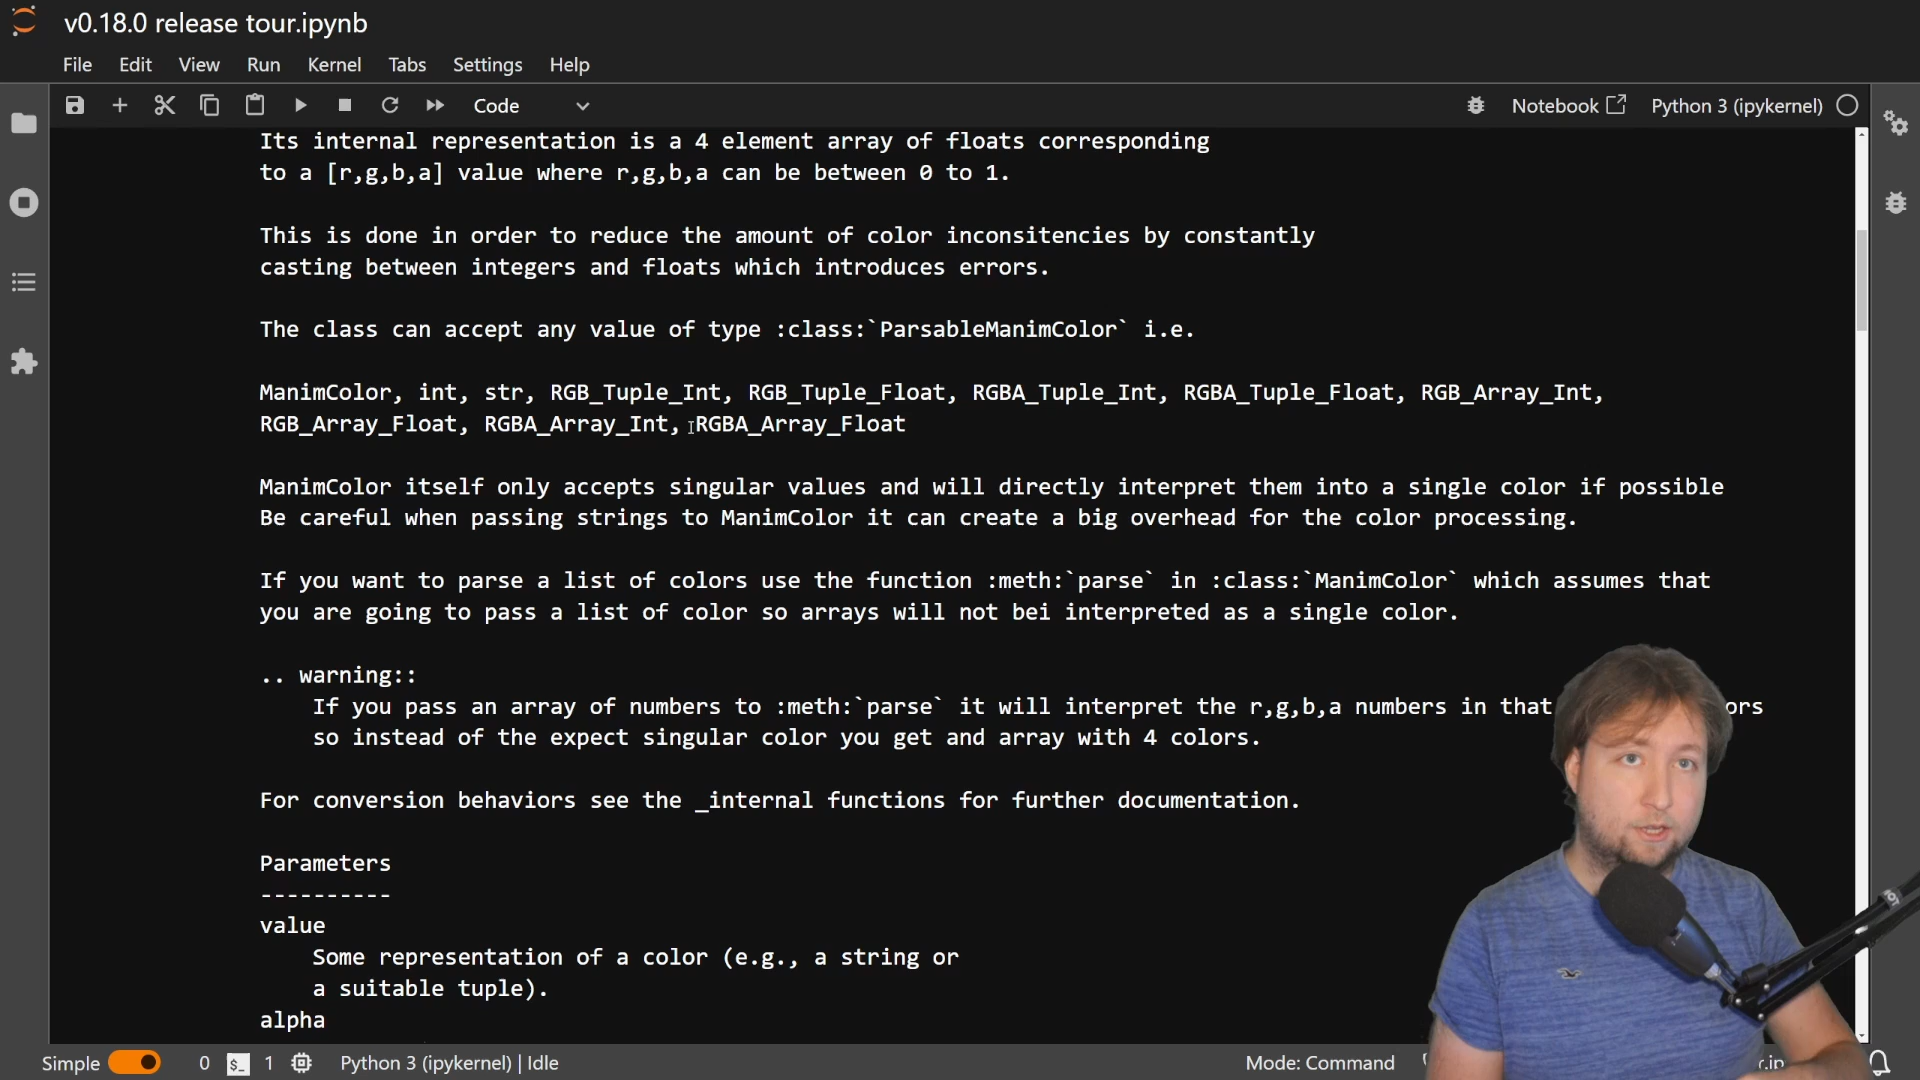 v0.18.0 release tour.ipynb
File Edit View Run Kernel Tabs Settings Help
Code Notebook Python 3 (ipykernel)
Its internal representation is a 4 element array of floats corresponding
to a [r,g,b,a] value where r,g,b,a can be between 0 to 1.
This is done in order to reduce the amount of color inconsitencies by constantly
casting between integers and floats which introduces errors.
The class can accept any value of type :class:`ParsableManimColor` i.e.
ManimColor, int, str, RGB_Tuple_Int, RGB_Tuple_Float, RGBA_Tuple_Int, RGBA_Tuple_Float, RGB_Array_Int,
RGB_Array_Float, RGBA_Array_Int, RGBA_Array_Float
ManimColor itself only accepts singular values and will directly interpret them into a single color if possible
Be careful when passing strings to ManimColor it can create a big overhead for the color processing.
If you want to parse a list of colors use the function :meth:`parse` in :class:`ManimColor` which assumes that
you are going to pass a list of color so arrays will not bei interpreted as a single color.
.. warning::
If you pass an array of numbers to :meth:`parse` it will interpret the r,g,b,a numbers in that ors
so instead of the expect singular color you get and array with 4 colors.
For conversion behaviors see the _internal functions for further documentation.
Parameters
----------
value
Some representation of a color (e.g., a string or
a suitable tuple).
alpha
Simple 0 $_ 1 Python 3 (ipykernel) | Idle Mode: Command